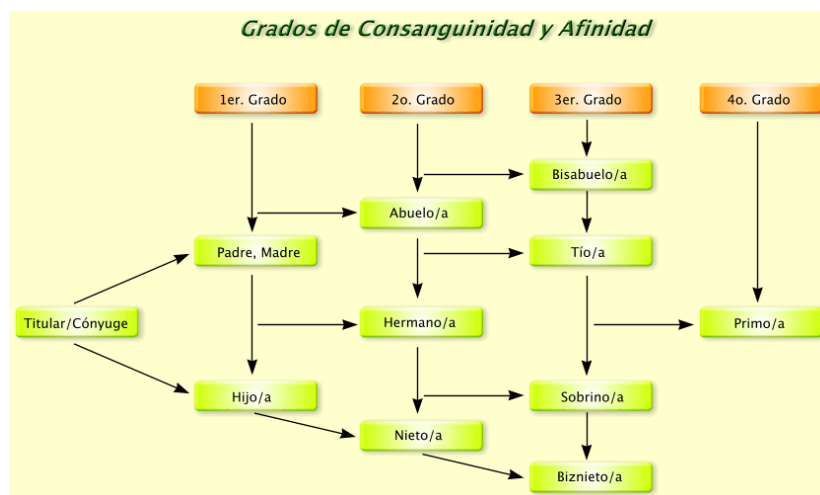 Grados de Consanguinidad y Afinidad
1er. Grado
2o. Grado
3er. Grado
4o. Grado
Bisabuelo/a
Abuelo/a
Padre, Madre
Tío/a
Titular/Cónyuge
Hermano/a
Primo/a
Hijo/a
Sobrino/a
Nieto/a
Biznieto/a